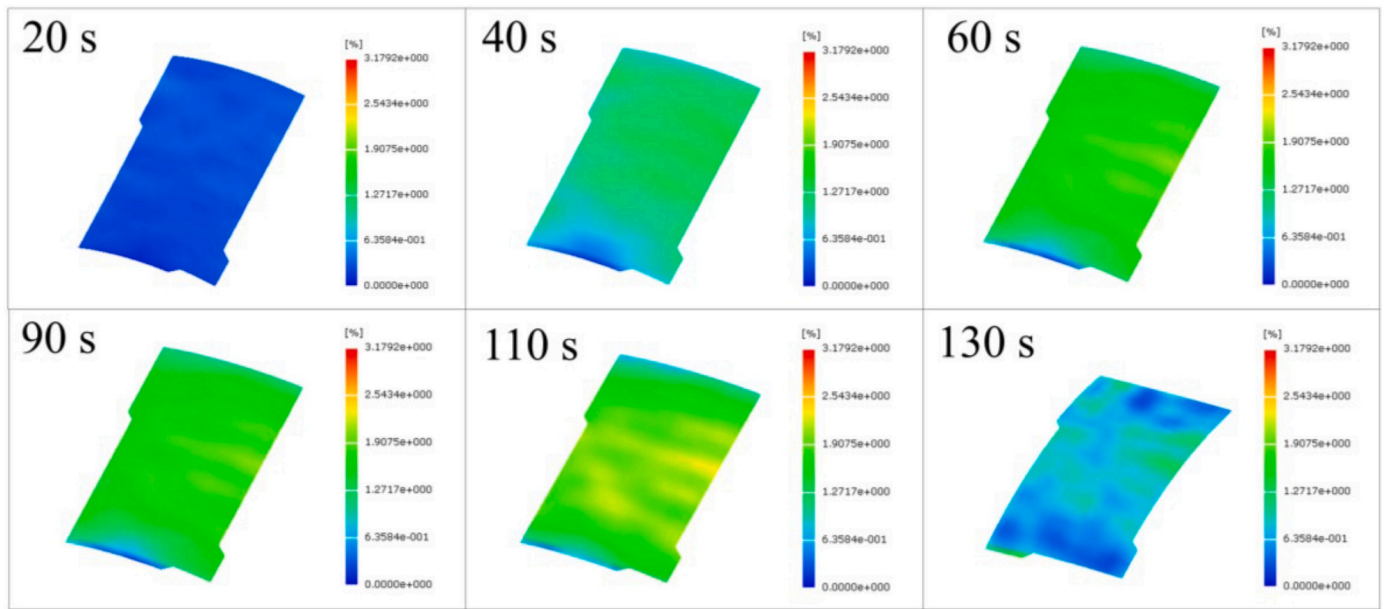 20 s
[%]
3.1792e+000
2.5434e+000
1.9075e+000
1.2717e+000
6.3584e-001
0.0000e+000
40 s
[%]
3.1792e+000
2.5434e+000
1.9075e+000
1.2717e+000
6.3584e-001
0.0000e+000
60 s
[%]
3.1792e+000
2.5434e+000
1.9075e+000
1.2717e+000
6.3584e-001
0.0000e+000
90 s
[%]
3.1792e+000
2.5434e+000
1.9075e+000
1.2717e+000
6.3584e-001
0.0000e+000
110 s
[%]
3.1792e+000
2.5434e+000
1.9075e+000
1.2717e+000
6.3584e-001
0.0000e+000
130 s
[%]
3.1792e+000
2.5434e+000
1.9075e+000
1.2717e+000
6.3584e-001
0.0000e+000